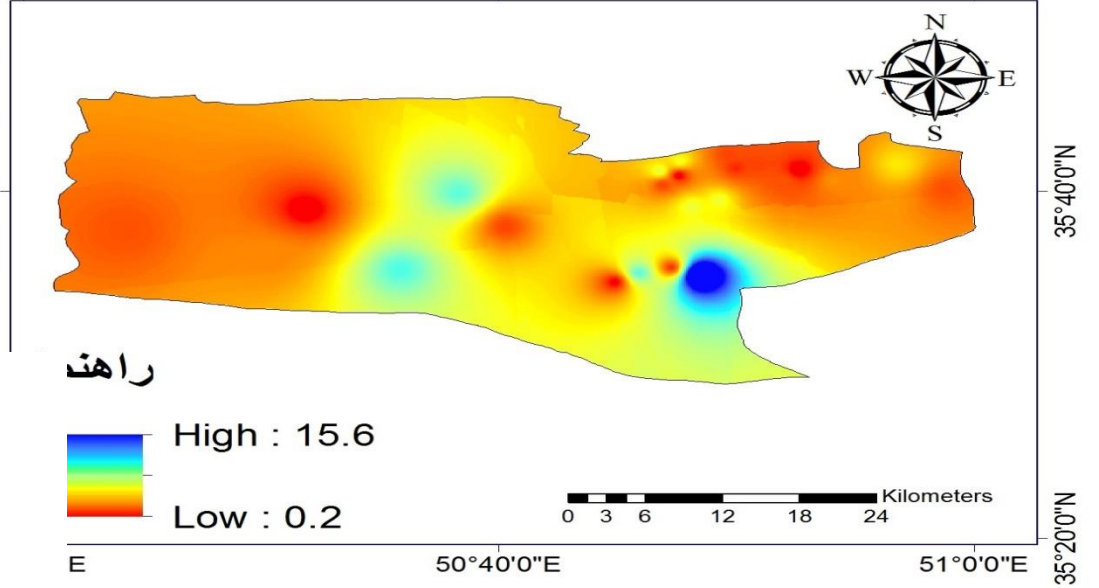 N
W E
S
35°40'0"N
راهنم
High : 15.6
Low : 0.2
Kilometers
0 3 6 12 18 24
35°20'0"N
E 50°40'0"E 51°0'0"E